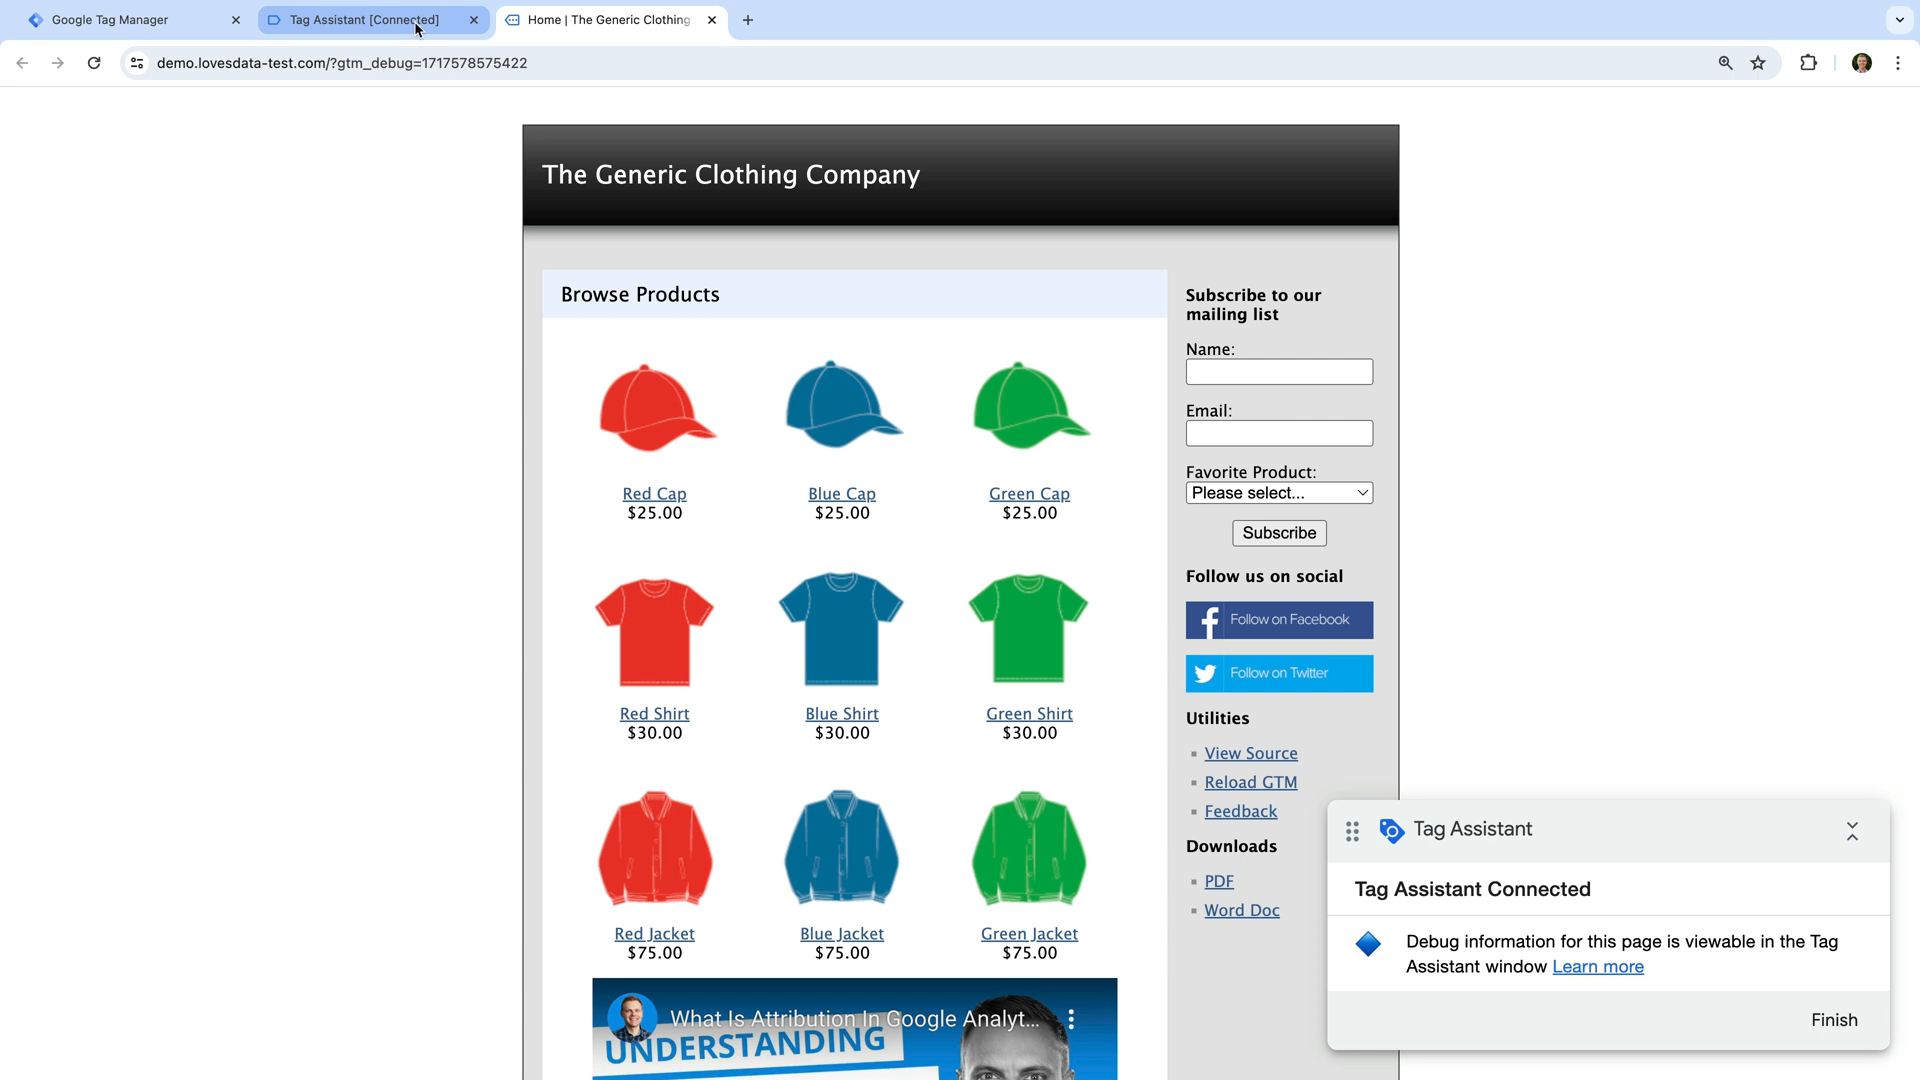 Google Tag Manager
Tag Assistant [Connected]
Home | The Generic Clothing
demo.lovesdata-test.com/?gtm_debug=1717578575422
The Generic Clothing Company
Browse Products
Red Cap
$25.00
Blue Cap
$25.00
Green Cap
$25.00
Red Shirt
$30.00
Blue Shirt
$30.00
Green Shirt
$30.00
Red Jacket
$75.00
Blue Jacket
$75.00
Green Jacket
$75.00
What Is Attribution In Google Analyt...
UNDERSTANDING
Subscribe to our
mailing list
Name:
Email:
Favorite Product:
Please select...
Subscribe
Follow us on social
Follow on Facebook
Follow on Twitter
Utilities
View Source
Reload GTM
Feedback
Downloads
PDF
Word Doc
Tag Assistant
Tag Assistant Connected
Debug information for this page is viewable in the Tag
Assistant window Learn more
Finish